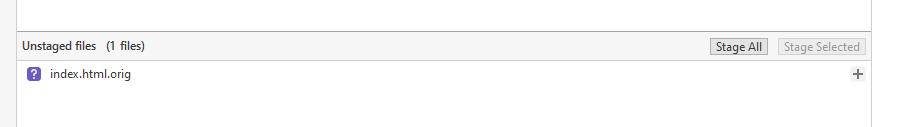 Unstaged files (1 files) Stage All Stage Selected
? index.html.orig +